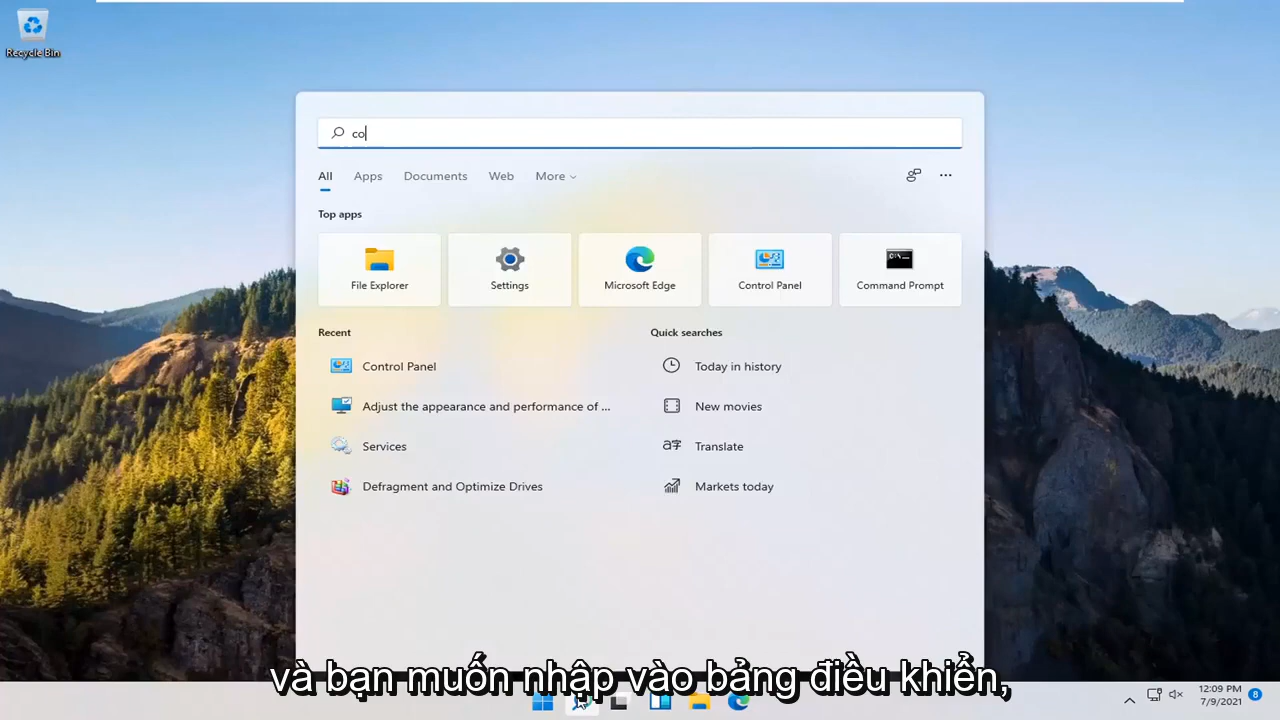 Recycle Bin
co
All
Apps
Documents
Web
More
Top apps
File Explorer
Settings
Microsoft Edge
Control Panel
Command Prompt
Recent
Control Panel
Adjust the appearance and performance of ...
Services
Defragment and Optimize Drives
Quick searches
Today in history
New movies
Translate
Markets today
và bạn muốn nhập vào bảng điều khiển,
12:09 PM
7/9/2021
8